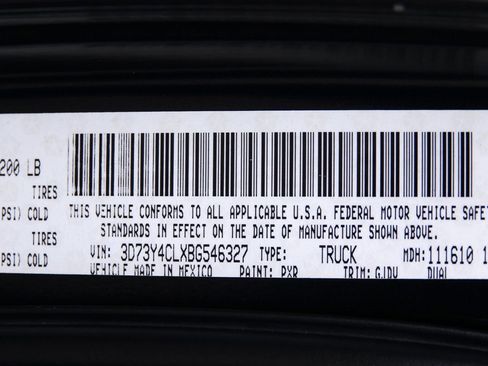 200 LB
TIRES
PSI) COLD
THIS VEHICLE CONFORMS TO ALL APPLICABLE U.S.A. FEDERAL MOTOR VEHICLE SAFET
STANDARDS IN EFFECT ON THE DATE OF MANUFACTURE SHOWN ABOVE.
TIRES
PSI) COLD
VIN: 3D73Y4CLXBG546327 TYPE: TRUCK MDH: 111610 1
VEHICLE MADE IN MEXICO PAINT: PXR TRIM: GJDV DUAL